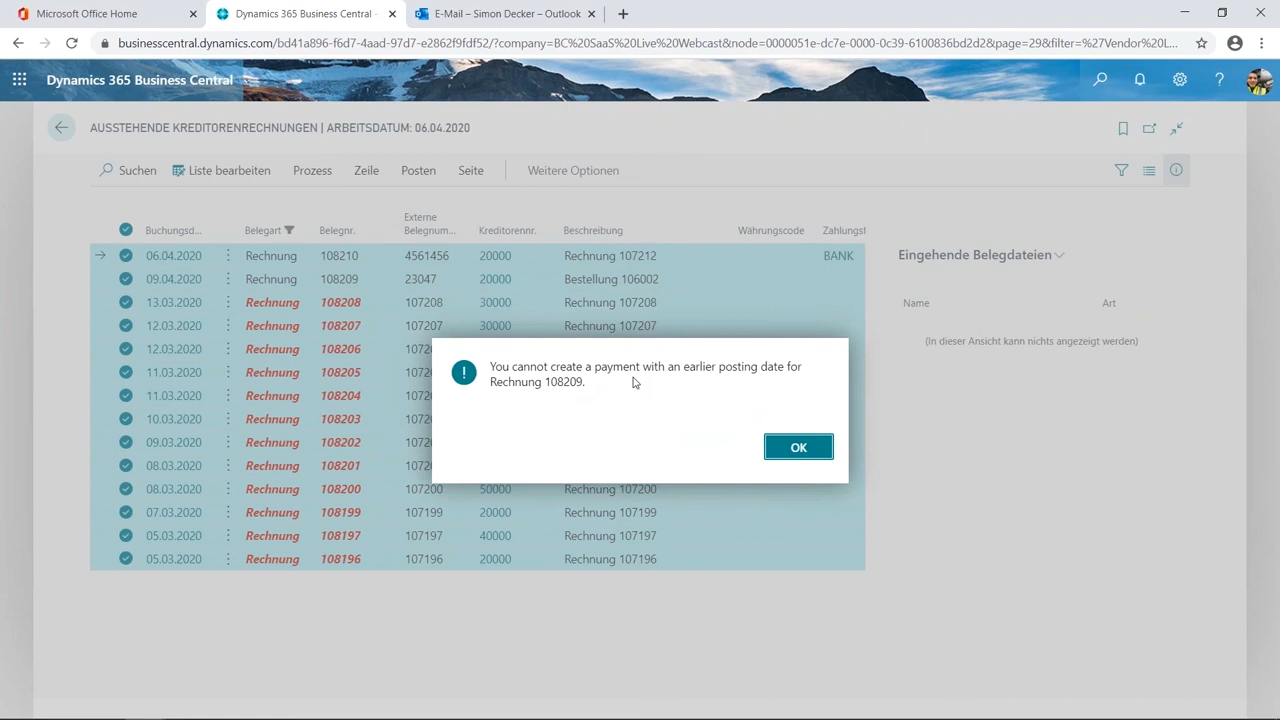 Microsoft Office Home
Dynamics 365 Business Central -
E-Mail – Simon Decker – Outlook
businesscentral.dynamics.com/bd41a896-f6d7-4aad-97d7-e2862f9fdf52/?company=BC%20SaaS%20Live%20Webcast&node=0000051e-dc7e-0000-0c39-6100836bd2d2&page=29&filter=%27Vendor%20L...
Dynamics 365 Business Central
AUSSTEHENDE KREDITORENRECHNUNGEN | ARBEITSDATUM: 06.04.2020
Suchen Liste bearbeiten Prozess Zeile Posten Seite Weitere Optionen
Buchungsd... Belegart Belegnr. Externe Belegnum... Kreditorennr. Beschreibung Währungscode Zahlungsf
06.04.2020 Rechnung 108210 4561456 20000 Rechnung 107212 BANK
09.04.2020 Rechnung 108209 23047 20000 Bestellung 106002
13.03.2020 Rechnung 108208 107208 30000 Rechnung 107208
12.03.2020 Rechnung 108207 107207 30000 Rechnung 107207
12.03.2020 Rechnung 108206 1072
11.03.2020 Rechnung 108205 1072
11.03.2020 Rechnung 108204 1072
10.03.2020 Rechnung 108203 1072
09.03.2020 Rechnung 108202 1072
08.03.2020 Rechnung 108201 1072
08.03.2020 Rechnung 108200 107200 50000 Rechnung 107200
07.03.2020 Rechnung 108199 107199 20000 Rechnung 107199
05.03.2020 Rechnung 108197 107197 40000 Rechnung 107197
05.03.2020 Rechnung 108196 107196 20000 Rechnung 107196
Eingehende Belegdateien
Name Art
(In dieser Ansicht kann nichts angezeigt werden)
You cannot create a payment with an earlier posting date for
Rechnung 108209.
OK